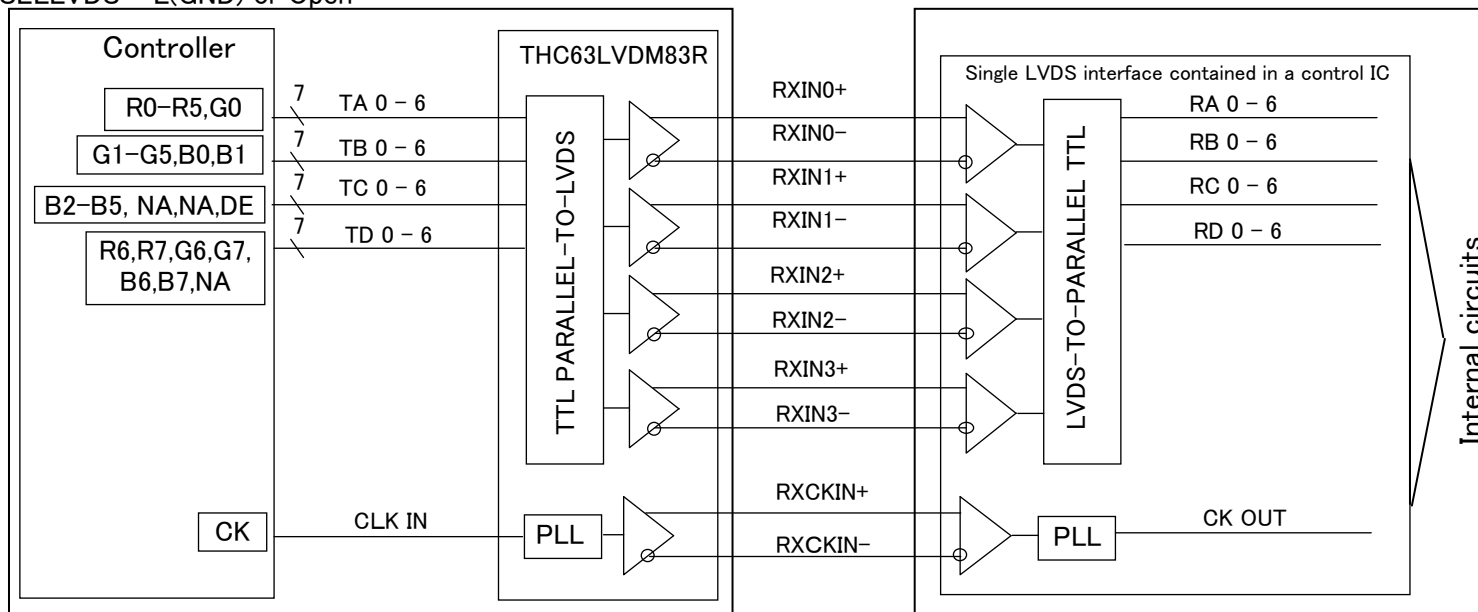 Controller
R0-R5,G0
G1-G5,B0,B1
B2-B5, NA,NA,DE
R6,R7,G6,G7,
B6,B7,NA
CK
7
TA 0 - 6
7
TB 0 - 6
7
TC 0 - 6
7
TD 0 - 6
CLK IN
THC63LVDM83R
TTL PARALLEL-TO-LVDS
PLL
RXIN0+
RXIN0-
RXIN1+
RXIN1-
RXIN2+
RXIN2-
RXIN3+
RXIN3-
RXCKIN+
RXCKIN-
Single LVDS interface contained in a control IC
LVDS-TO-PARALLEL TTL
PLL
RA 0 - 6
RB 0 - 6
RC 0 - 6
RD 0 - 6
CK OUT
Internal circuits